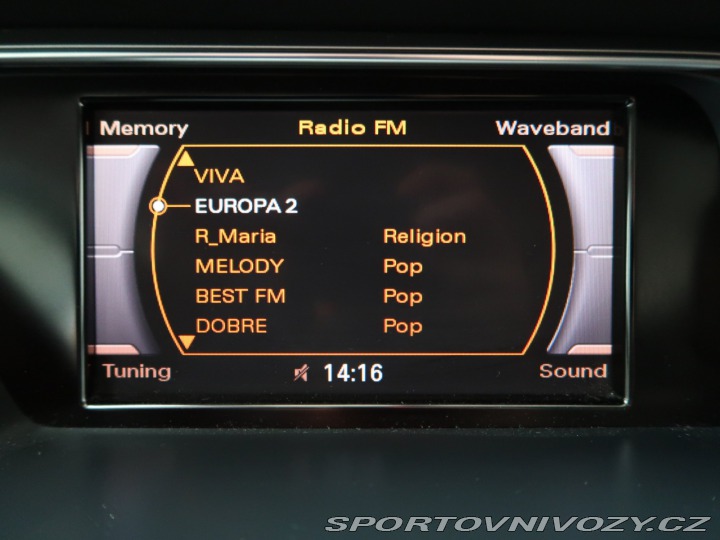 Memory Radio FM Waveband
VIVA
EUROPA 2
R_Maria Religion
MELODY Pop
BEST FM Pop
DOBRE Pop
Tuning 14:16 Sound
SPORTOVNIVOZY.CZ